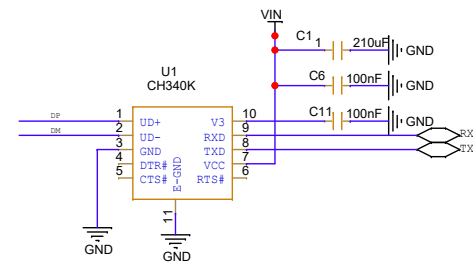 VIN
C1
1
210uF
GND
U1
CH340K
C6
100nF
GND
C11
100nF
GND
DP
1
UD+
V3
10
DM
2
UD-
RXD
9
RX
3
GND
TXD
8
TX
4
DTR#
VCC
7
5
CTS#
RTS#
6
E-GND
11
GND
GND